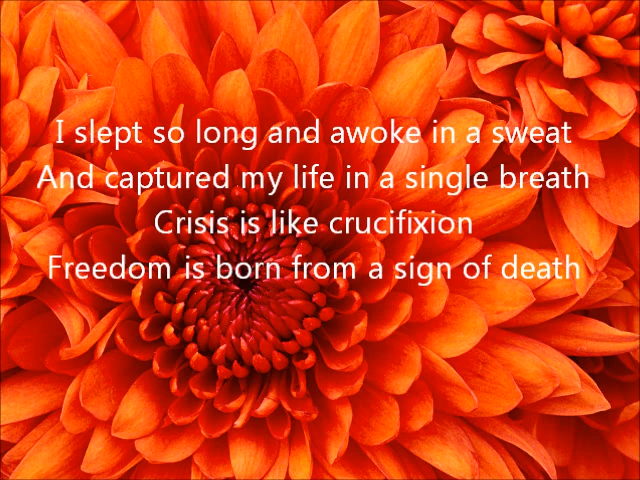 I slept so long and awoke in a sweat
And captured my life in a single breath
Crisis is like crucifixion
Freedom is born from a sign of death